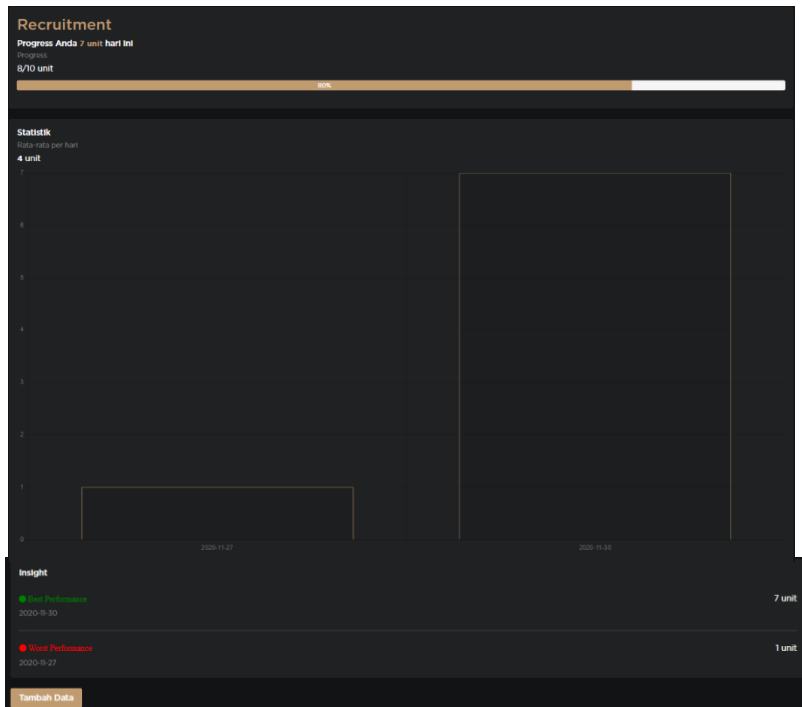 Recruitment
Progress Anda 7 unit hari ini
Progress
8/10 unit
80%
Statistik
Rata-rata per hari
4 unit
7
6
5
4
3
2
1
0
2020-11-27
2020-11-30
Insight
Best Performance
7 unit
2020-11-30
Worst Performance
1 unit
2020-11-27
Tambah Data